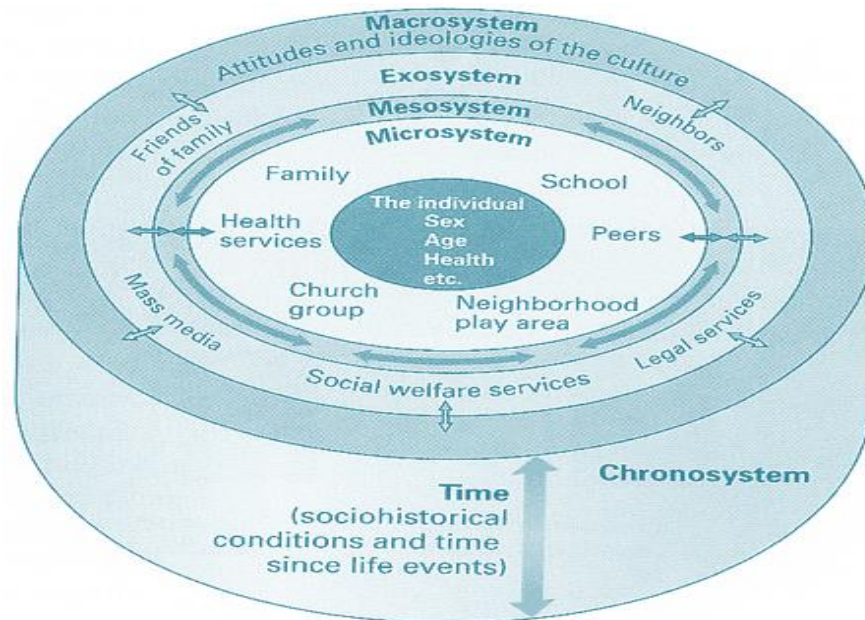 Macrosystem
Attitudes and ideologies of the culture
Exosystem
Mesosystem
Microsystem
Friends
of family
Neighbors
Family
School
The individual
Sex
Age
Health
etc.
Health
services
Peers
Church
group
Neighborhood
play area
Mass media
Legal services
Social welfare services
Chronosystem
Time
(sociohistorical
conditions and time
since life events)